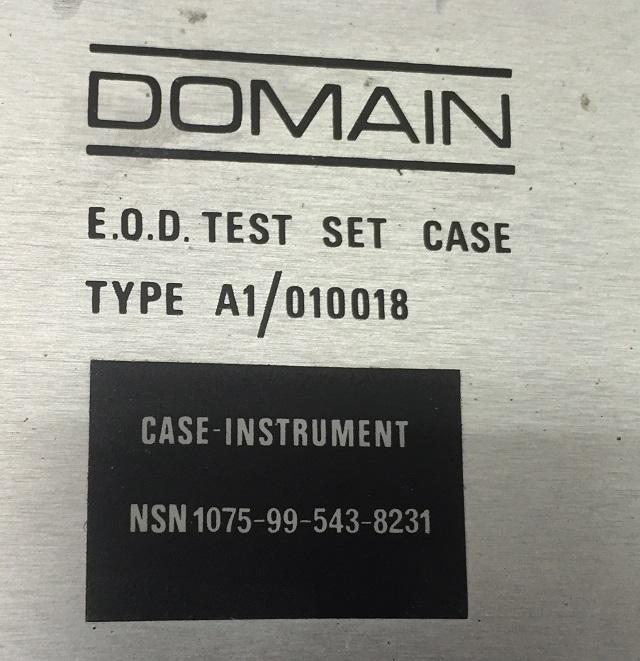 DOMAIN
E.O.D. TEST SET CASE
TYPE A1/010018
CASE-INSTRUMENT
NSN 1075-99-543-8231